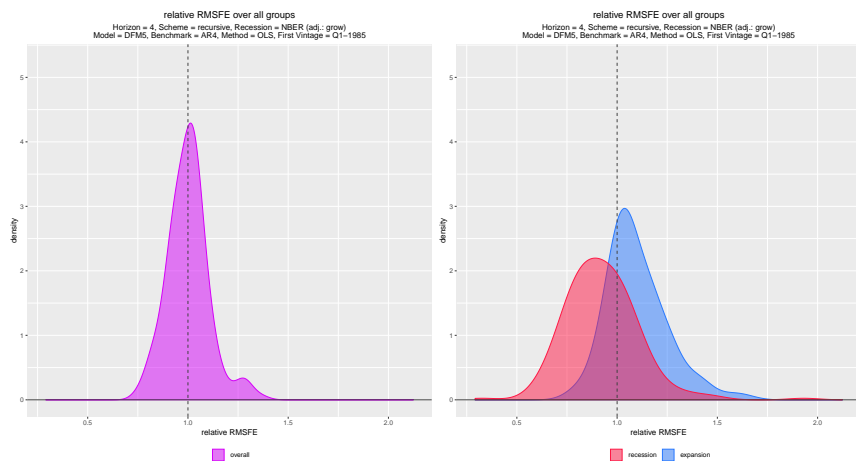 relative RMSFE over all groups
Horizon = 4, Scheme = recursive, Recession = NBER (adj.: grow)
Model = DFM5, Benchmark = AR4, Method = OLS, First Vintage = Q1−1985
5
4
3
2
1
0
density
0.5 1.0 1.5 2.0
relative RMSFE
overall
relative RMSFE over all groups
Horizon = 4, Scheme = recursive, Recession = NBER (adj.: grow)
Model = DFM5, Benchmark = AR4, Method = OLS, First Vintage = Q1−1985
5
4
3
2
1
0
density
0.5 1.0 1.5 2.0
relative RMSFE
recession expansion